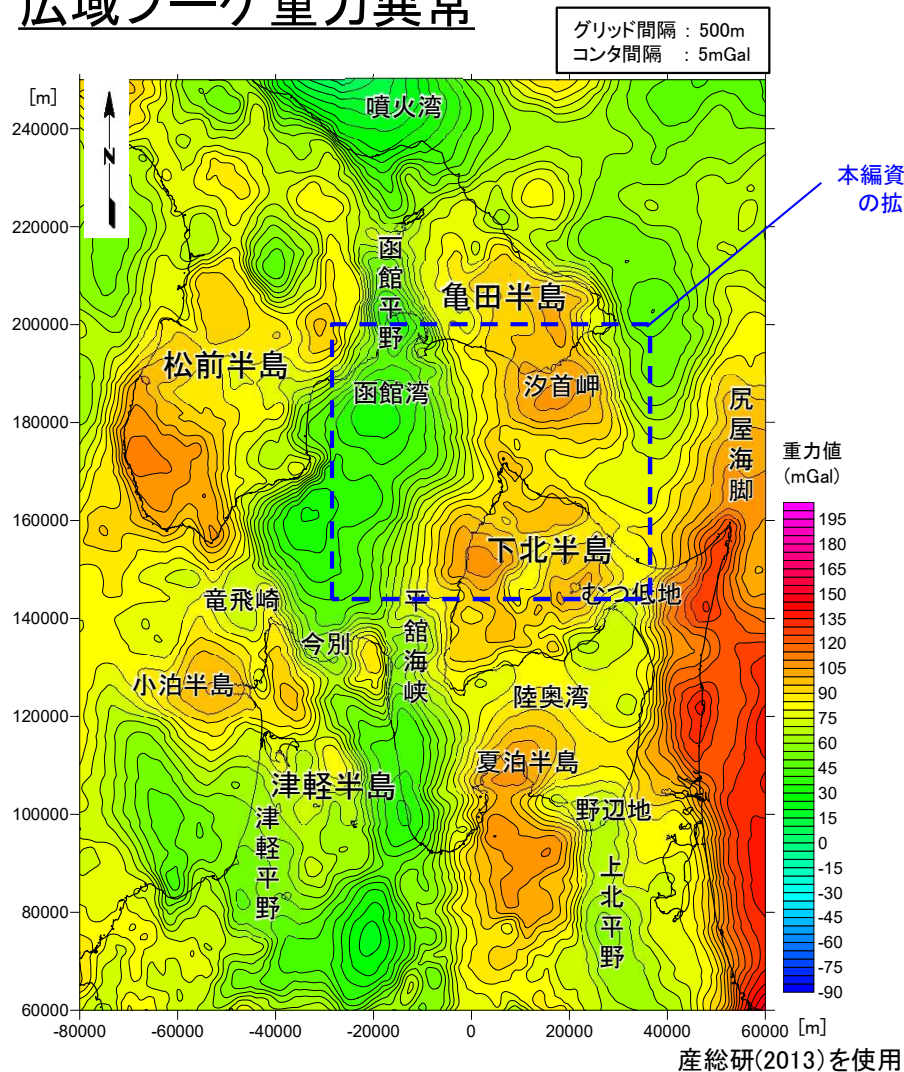 広域ブーゲ重力異常
グリッド間隔 : 500m
コンタ間隔 : 5mGal
[m]
240000
220000
200000
180000
160000
140000
120000
100000
80000
60000
N
噴火湾
本編資
の拡
函館平野
亀田半島
松前半島
函館湾
汐首岬
尻屋海脚
下北半島
むつ低地
竜飛崎
平舘海峡
今別
小泊半島
陸奥湾
夏泊半島
津軽半島
野辺地
津軽平野
上北平野
重力値
(mGal)
195
180
165
150
135
120
105
90
75
60
45
30
15
0
-15
-30
-45
-60
-75
-90
-80000 -60000 -40000 -20000 0 20000 40000 60000 [m]
産総研(2013)を使用